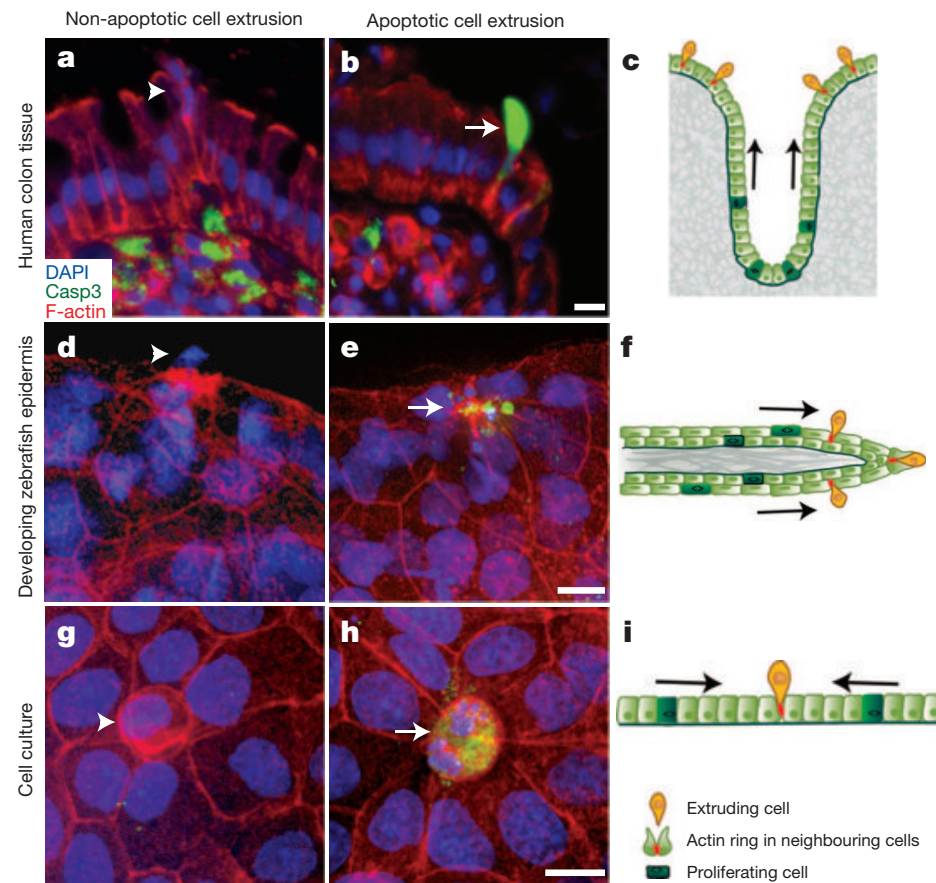 Non-apoptotic cell extrusion
Apoptotic cell extrusion
Human colon tissue
a
b
c
DAPI
Casp3
F-actin
Developing zebrafish epidermis
d
e
f
Cell culture
g
h
i
Extruding cell
Actin ring in neighbouring cells
Proliferating cell